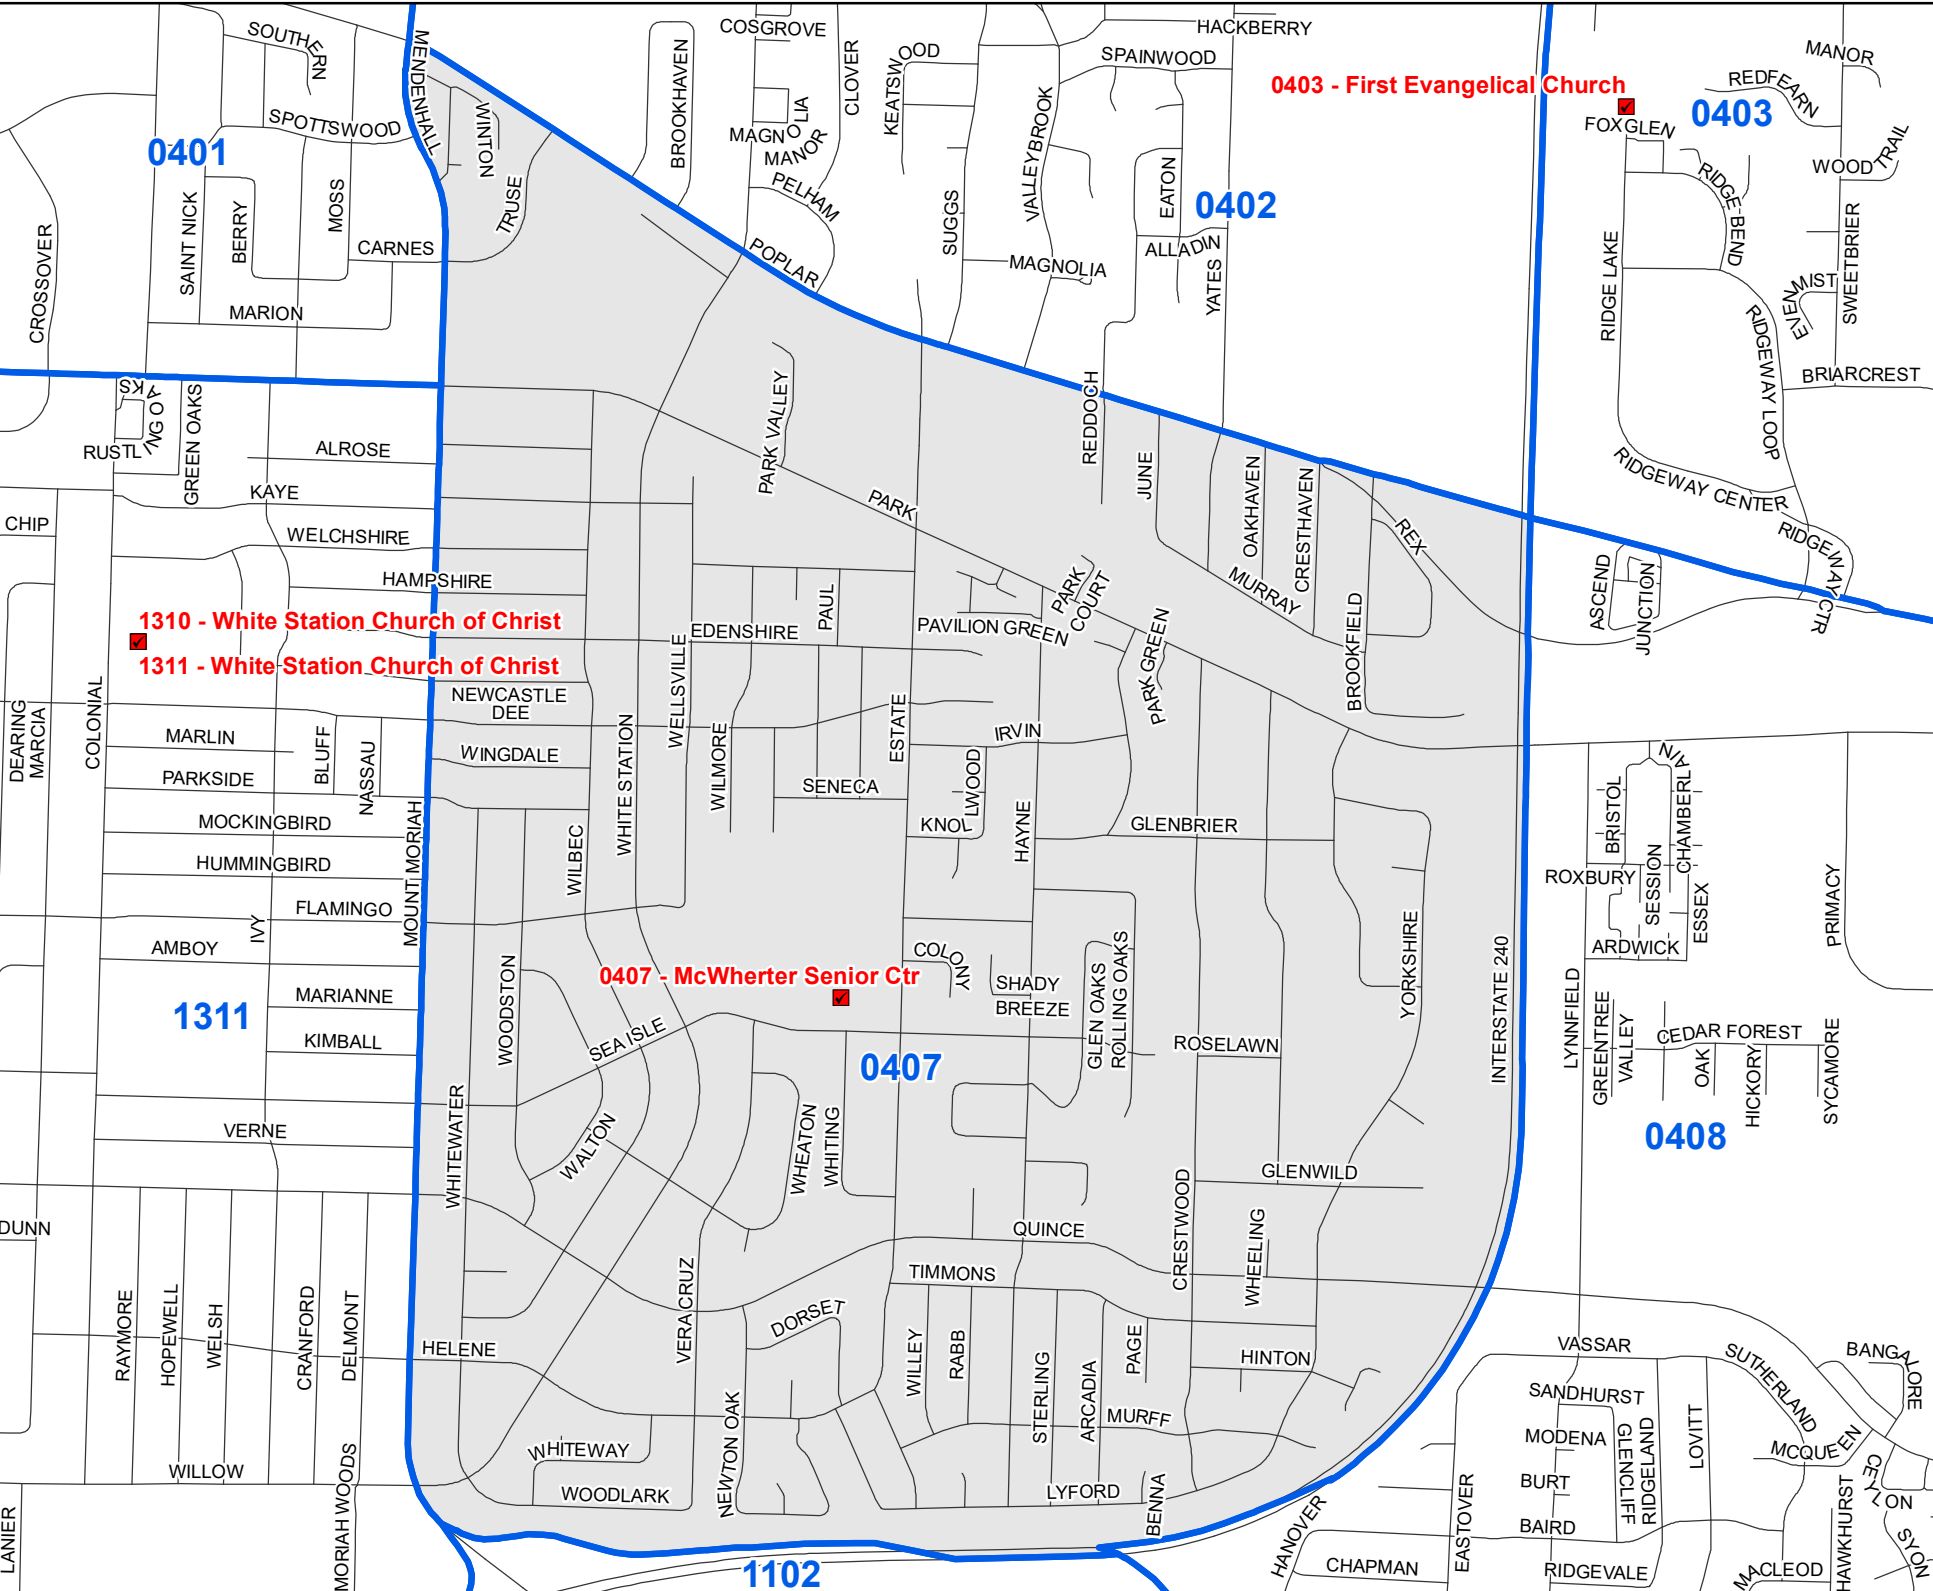 SOUTHERN
MENDENHALL
COSGROVE
HACKBERRY
BROOKHAVEN
CLOVER
KEATSWOOD
SPAINWOOD
MANOR
REDFEARN
0403 - First Evangelical Church
0403
FOXGLEN
SPOTTSWOOD
WINTON
MAGNOLIA
MANOR
VALLEYBROOK
0401
TRAIL
WOOD
PELHAM
EATON
RIDGE BEND
0402
SAINT NICK
BERRY
MOSS
TRUSE
SUGGS
CARNES
POPLAR
ALLADIN
MAGNOLIA
YATES
RIDGE LAKE
SWEETBRIER
CROSSOVER
MARION
EVEN MIST
RIDGEWAY LOOP
BRIARCREST
GREEN OAKS
RUSTLING OAKS
ALROSE
PARK VALLEY
REDDOCH
JUNE
OAKHAVEN
CRESTHAVEN
RIDGEWAY CENTER
KAYE
PARK
REX
CHIP
WELCHSHIRE
RIDGEWAY CTR
HAMPSHIRE
PARK COURT
MURRAY
ASCEND
JUNCTION
1310 - White Station Church of Christ
PAUL
EDENSHIRE
PAVILION GREEN
PARK GREEN
BROOKFIELD
1311 - White Station Church of Christ
NEWCASTLE
DEE
WELLSVILLE
DEARING
MARCIA
COLONIAL
MARLIN
BLUFF
NASSAU
WINGDALE
WHITE STATION
WILMORE
ESTATE
IRVIN
PARKSIDE
SENECA
KNOLLWOOD
BRISTOL
CHAMBERLAIN
MOCKINGBIRD
MOUNT MORIAH
WILBEC
HAYNE
GLENBRIER
HUMMINGBIRD
ROXBURY
SESSION
ESSEX
PRIMACY
FLAMINGO
IVY
AMBOY
COLONY
YORKSHIRE
INTERSTATE 240
ARDWICK
0407 - McWherter Senior Ctr
SHADY
BREEZE
GLEN OAKS
ROLLING OAKS
MARIANNE
1311
WOODSTON
LYNNFIELD
GREENTREE
VALLEY
CEDAR FOREST
KIMBALL
SEA ISLE
ROSELAWN
0407
OAK
HICKORY
SYCAMORE
VERNE
WHITEWATER
WALTON
WHEATON
WHITING
0408
GLENWILD
DUNN
QUINCE
CRESTWOOD
WHEELING
TIMMONS
RAYMORE
HOPEWELL
WELSH
CRANFORD
DELMONT
VERA CRUZ
DORSET
HELENE
WILLEY
RABB
PAGE
HINTON
VASSAR
SUTHERLAND
BANGALORE
SANDHURST
STERLING
ARCADIA
MURFF
NEWTON OAK
WHITEWAY
MODENA
GLENCLIFF
RIDGELAND
LOVITT
MCQUEEN
WILLOW
WOODLARK
LYFORD
BENNA
BURT
CEYLON
HAWKHURST
LANIER
MORIAH WOODS
HANOVER
EASTOVER
BAIRD
SYON
1102
CHAPMAN
RIDGEVALE
MACLEOD